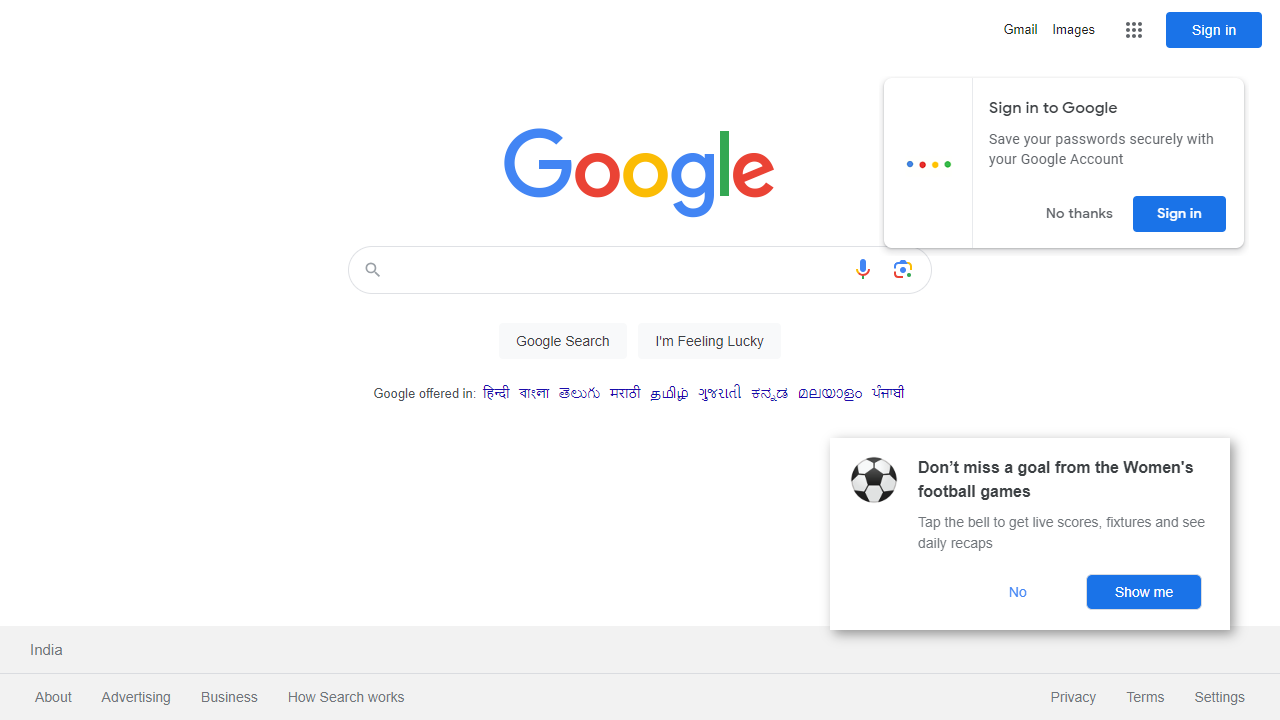 Gmail Images Sign in
Sign in to Google
Save your passwords securely with
your Google Account
No thanks Sign in
Google
Google Search I'm Feeling Lucky
Google offered in: हिन्दी বাংলা తెలుగు मराठी தமிழ் ગુજરાતી ಕನ್ನಡ മലയാളം ਪੰਜਾਬੀ
Don’t miss a goal from the Women's
football games
Tap the bell to get live scores, fixtures and see
daily recaps
No Show me
India
About Advertising Business How Search works Privacy Terms Settings